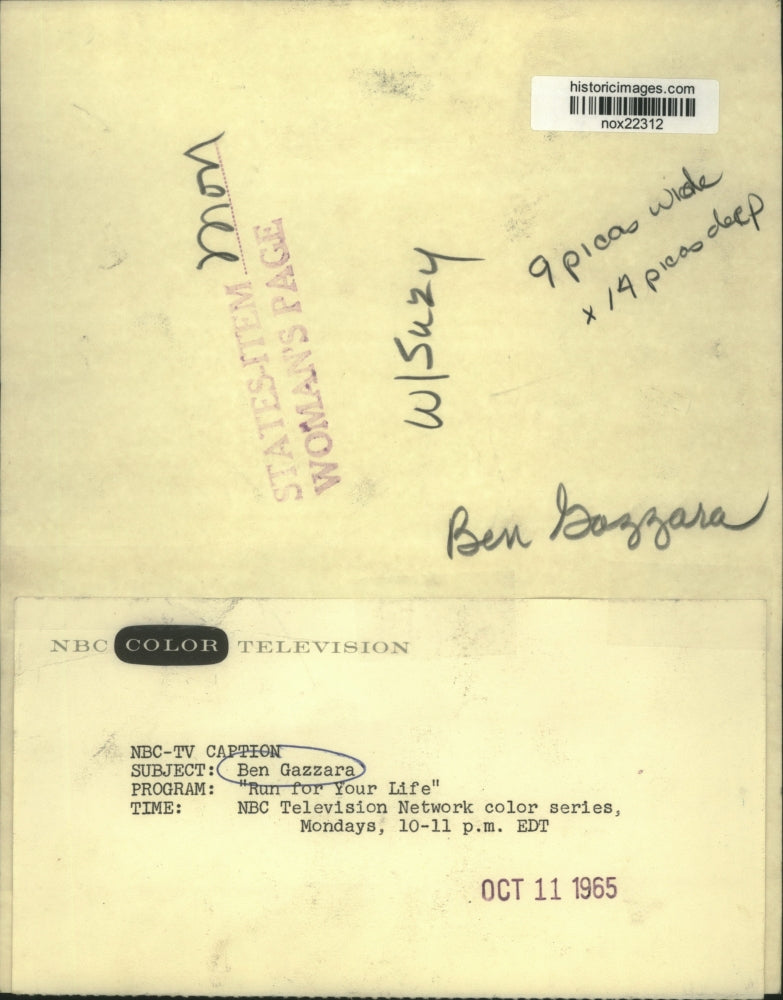 historicimages.com
nox22312
Mon
STATES-ITEM
WOMAN'S PAGE
W/Suzy
9 picas wide
x 14 picas deep
Ben Gazzara
NBC COLOR TELEVISION
NBC-TV CAPTION
SUBJECT: Ben Gazzara
PROGRAM: "Run for Your Life"
TIME: NBC Television Network color series,
Mondays, 10-11 p.m. EDT
OCT 11 1965